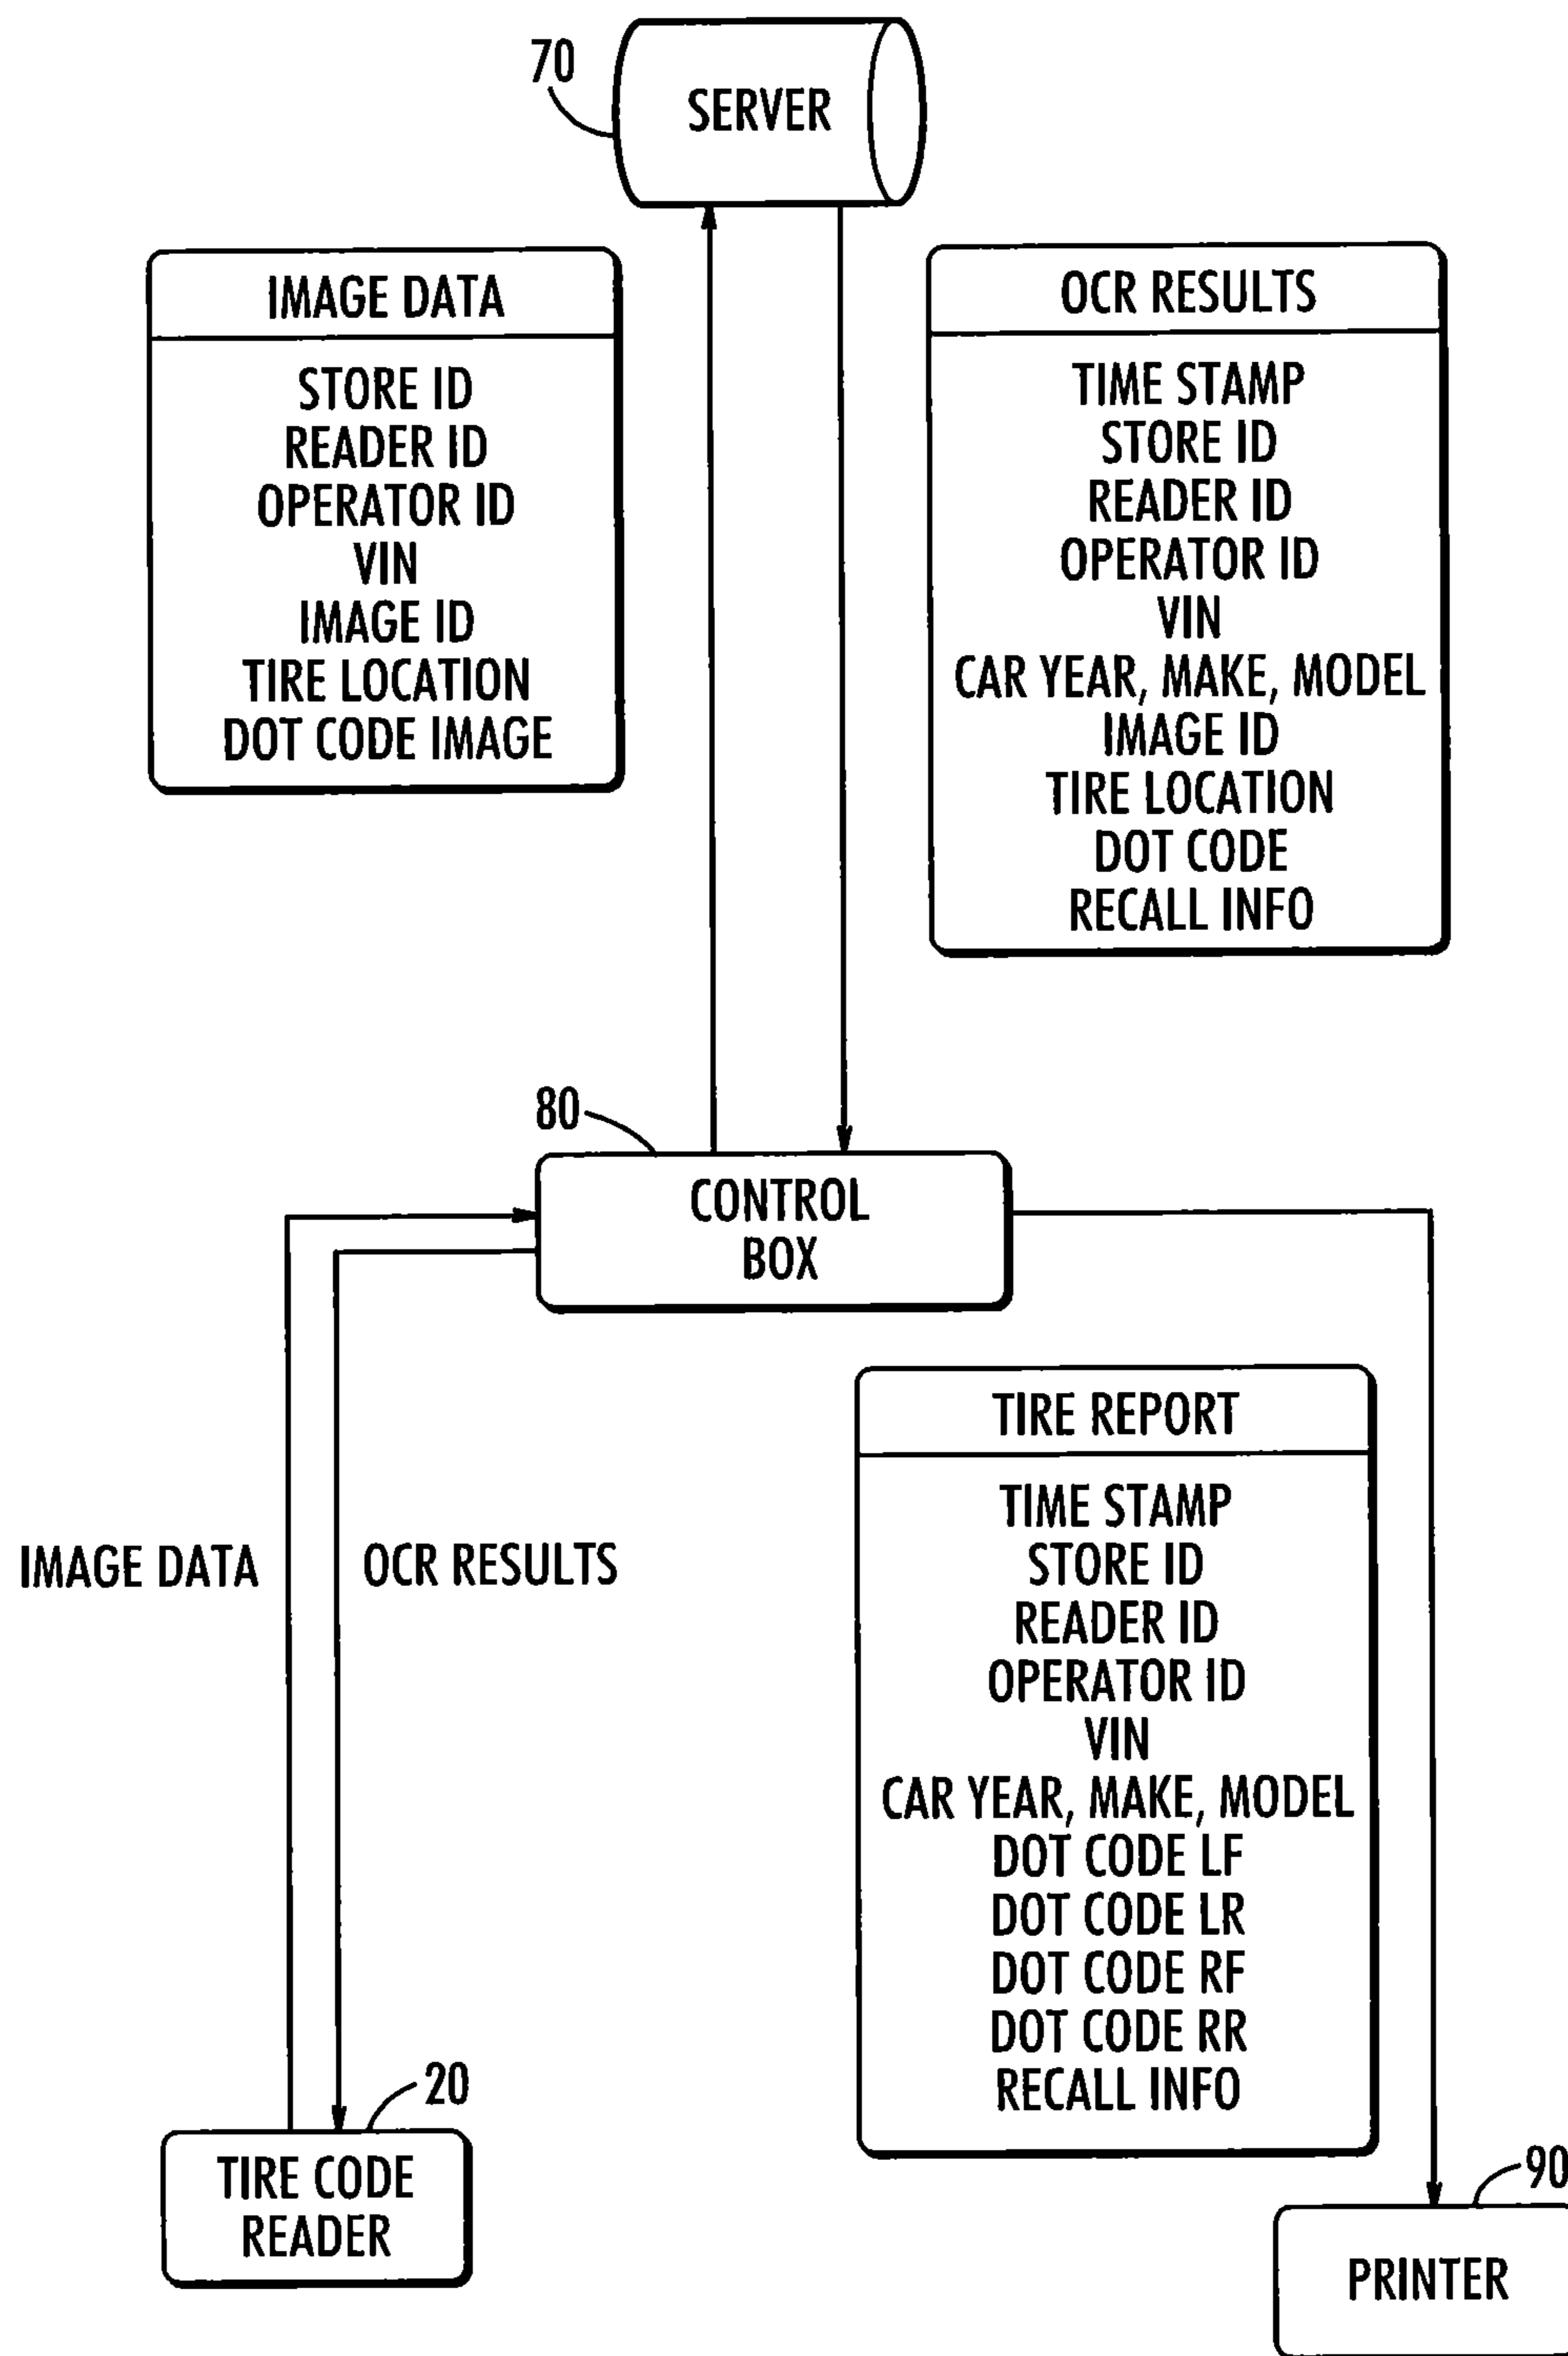 70
SERVER
IMAGE DATA
STORE ID
READER ID
OPERATOR ID
VIN
IMAGE ID
TIRE LOCATION
DOT CODE IMAGE
OCR RESULTS
TIME STAMP
STORE ID
READER ID
OPERATOR ID
VIN
CAR YEAR, MAKE, MODEL
IMAGE ID
TIRE LOCATION
DOT CODE
RECALL INFO
80
CONTROL
BOX
IMAGE DATA
OCR RESULTS
TIRE REPORT
TIME STAMP
STORE ID
READER ID
OPERATOR ID
VIN
CAR YEAR, MAKE, MODEL
DOT CODE LF
DOT CODE LR
DOT CODE RF
DOT CODE RR
RECALL INFO
20
TIRE CODE
READER
90
PRINTER